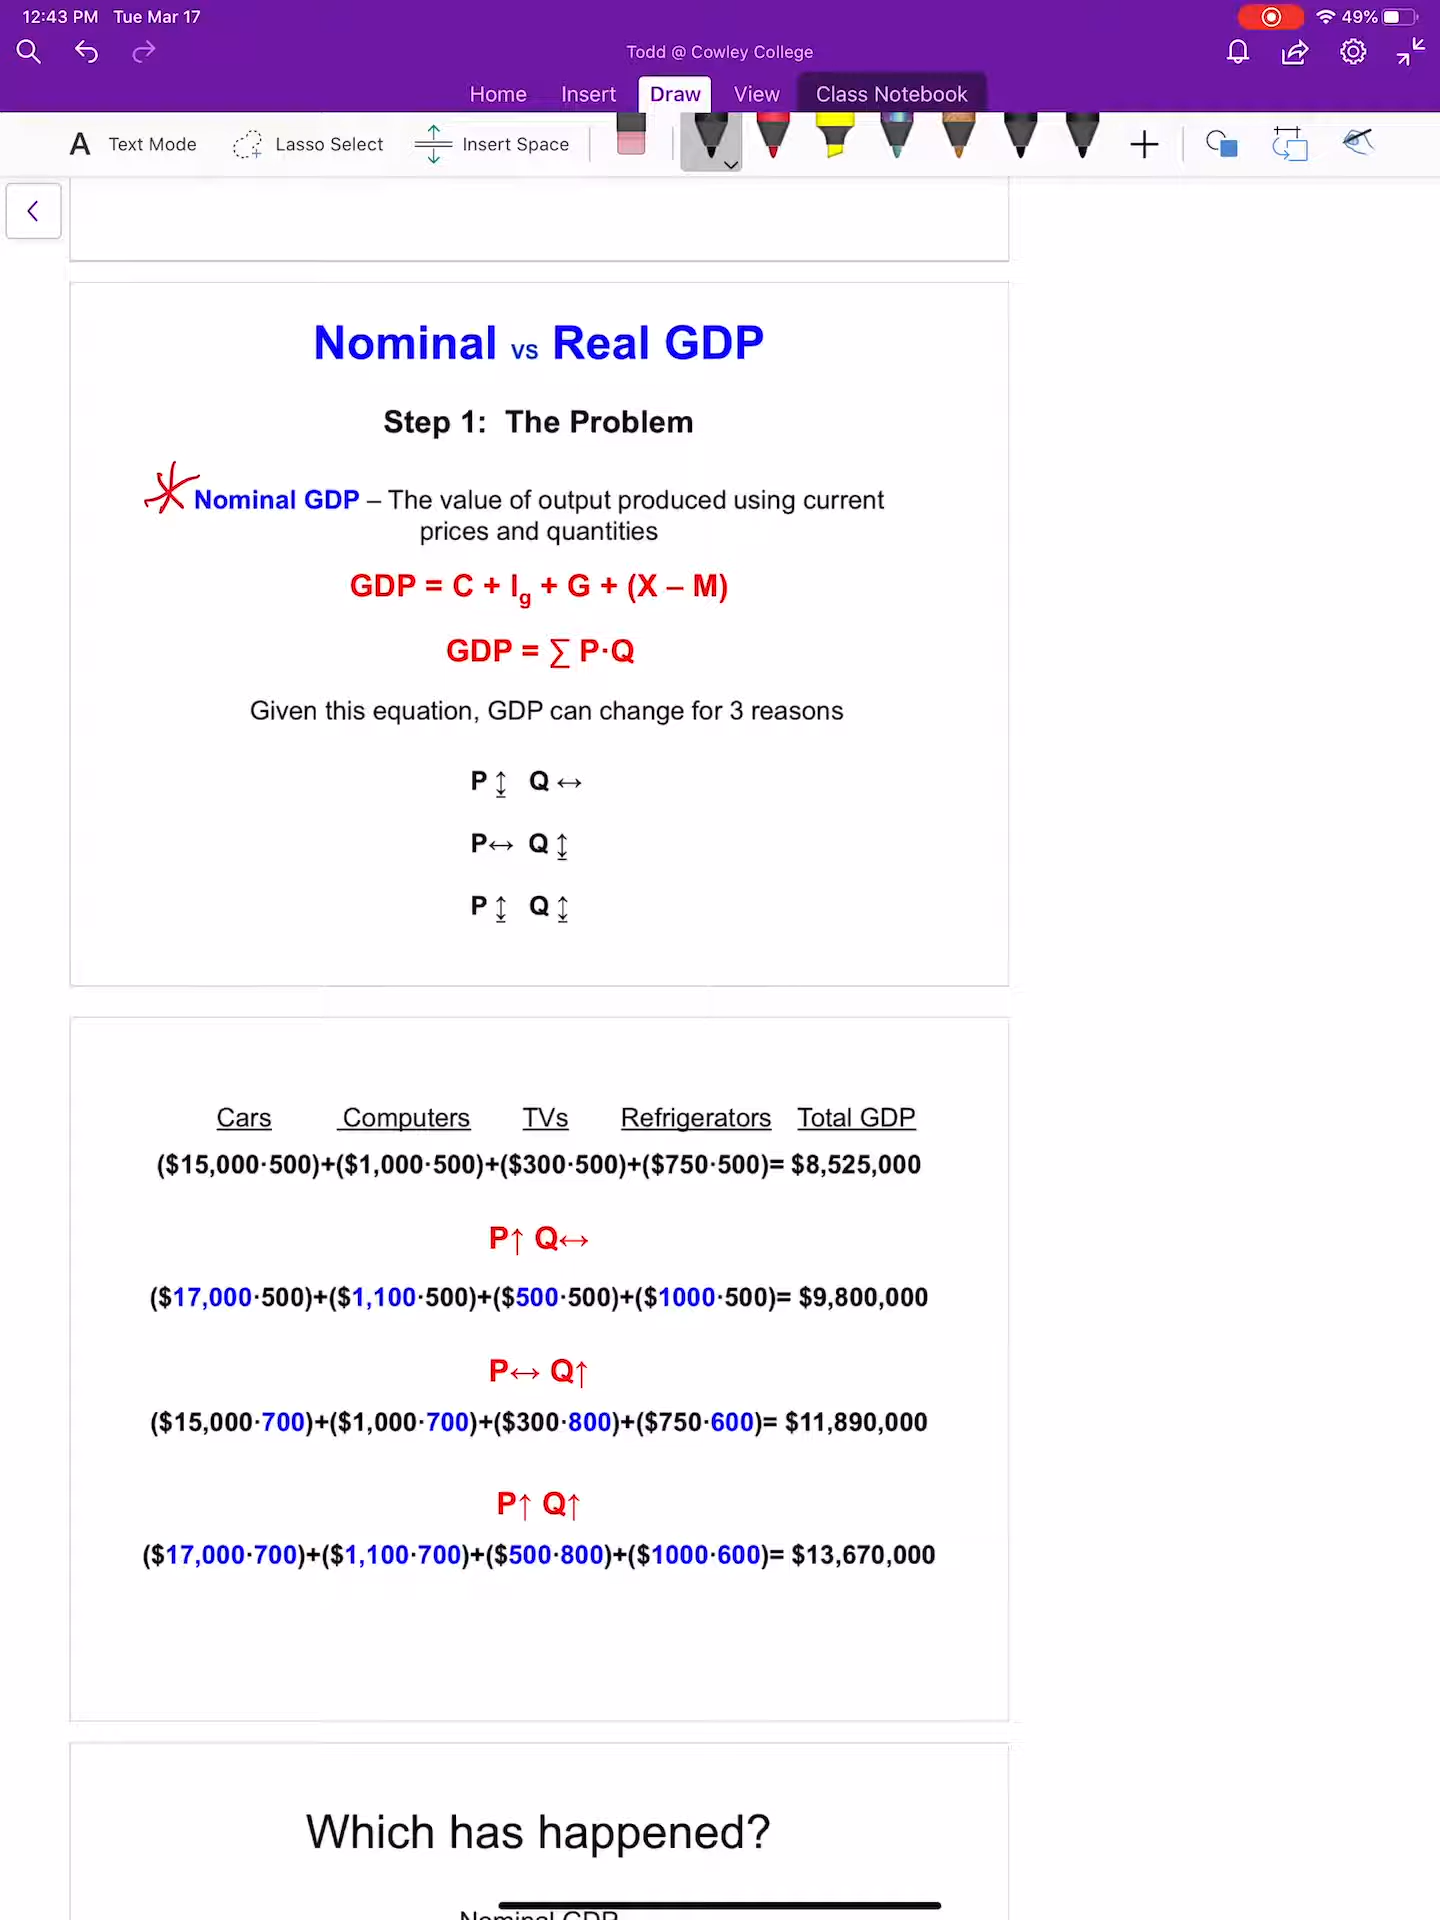 12:43 PM Tue Mar 17
49%
Todd @ Cowley College
Home Insert Draw View Class Notebook
A Text Mode Lasso Select Insert Space
Nominal vs Real GDP
Step 1: The Problem
Nominal GDP – The value of output produced using current
prices and quantities
GDP = C + Ig + G + (X – M)
GDP = ∑ P·Q
Given this equation, GDP can change for 3 reasons
P↨ Q↔
P↔ Q↨
P↨ Q↨
Cars Computers TVs Refrigerators Total GDP
($15,000·500)+($1,000·500)+($300·500)+($750·500)= $8,525,000
P↑ Q↔
($17,000·500)+($1,100·500)+($500·500)+($1000·500)= $9,800,000
P↔ Q↑
($15,000·700)+($1,000·700)+($300·800)+($750·600)= $11,890,000
P↑ Q↑
($17,000·700)+($1,100·700)+($500·800)+($1000·600)= $13,670,000
Which has happened?
Nominal GDP